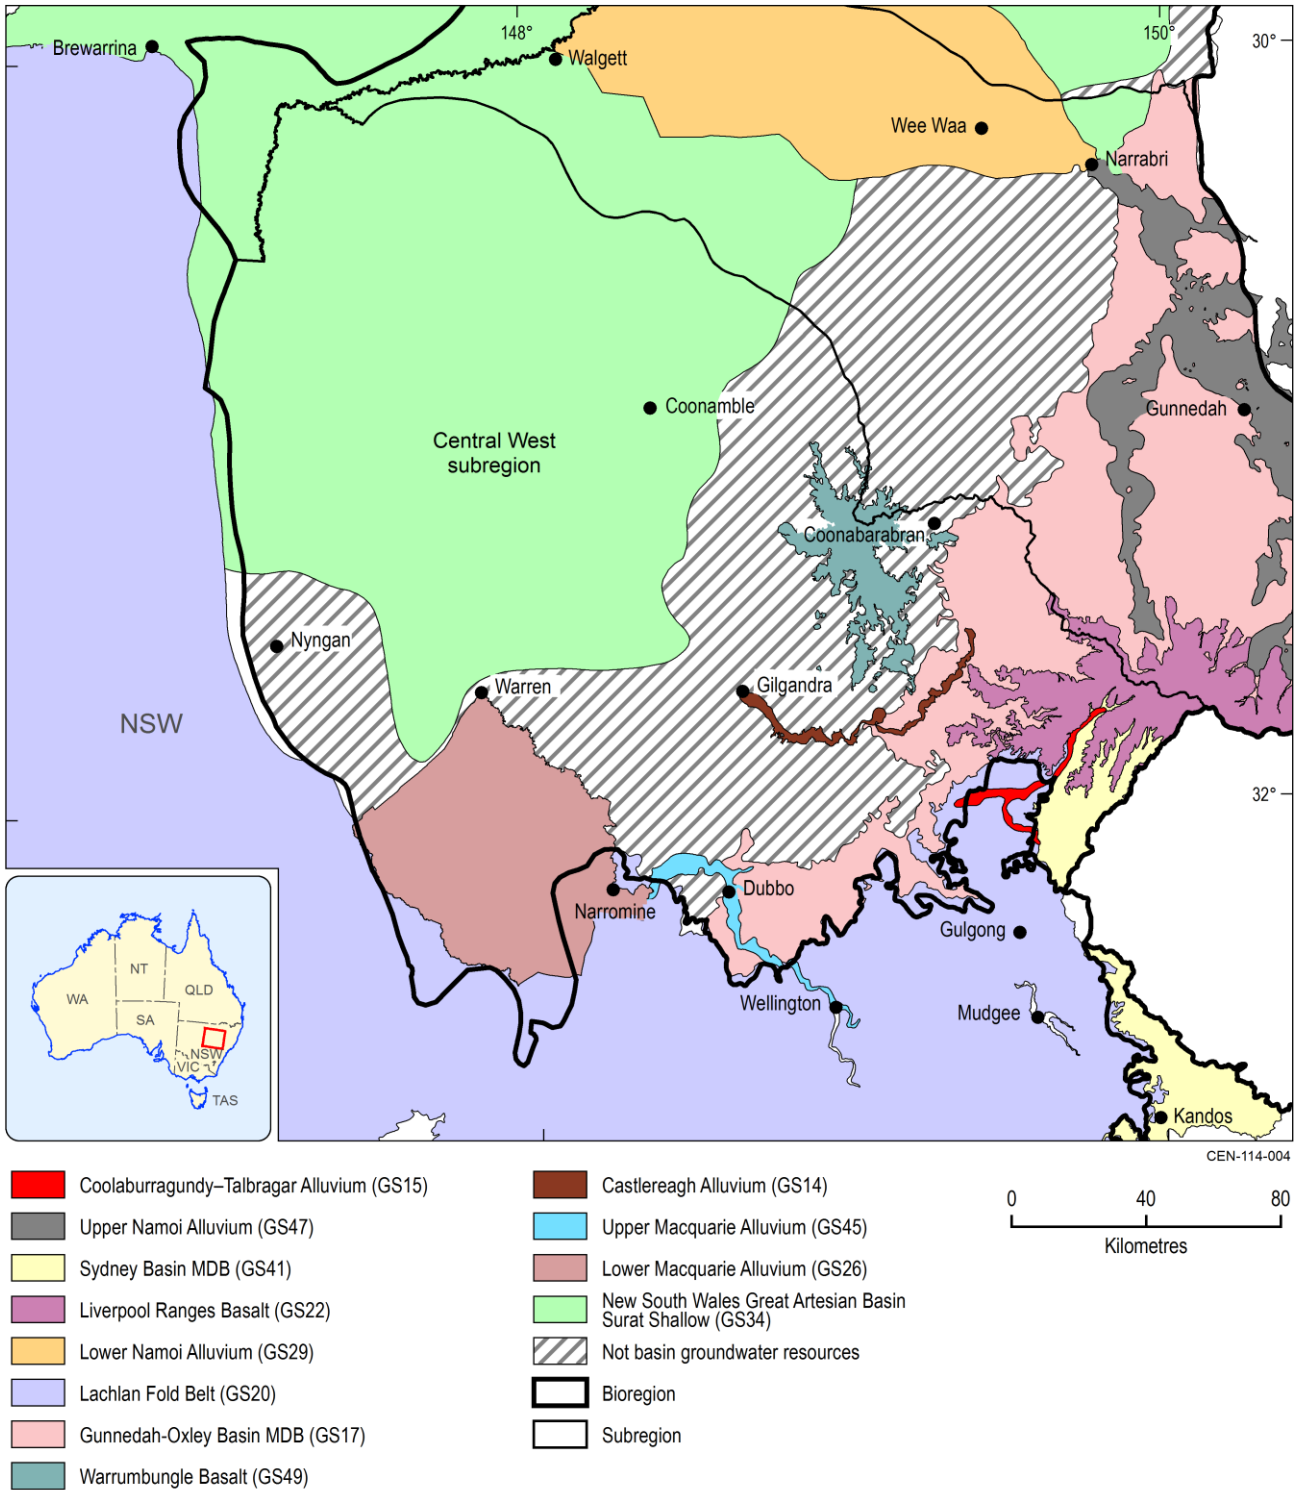 148°
150°
30°
Brewarrina
Walgett
Wee Waa
Narrabri
Coonamble
Gunnedah
Central West
subregion
Coonabarabran
Nyngan
Warren
Gilgandra
NSW
32°
Dubbo
Narromine
Gulgong
Wellington
Mudgee
Kandos
NT
WA
QLD
SA
NSW
VIC
TAS
CEN-114-004
Coolaburragundy–Talbragar Alluvium (GS15)
Upper Namoi Alluvium (GS47)
Sydney Basin MDB (GS41)
Liverpool Ranges Basalt (GS22)
Lower Namoi Alluvium (GS29)
Lachlan Fold Belt (GS20)
Gunnedah-Oxley Basin MDB (GS17)
Warrumbungle Basalt (GS49)
Castlereagh Alluvium (GS14)
Upper Macquarie Alluvium (GS45)
Lower Macquarie Alluvium (GS26)
New South Wales Great Artesian Basin
Surat Shallow (GS34)
Not basin groundwater resources
Bioregion
Subregion
0 40 80
Kilometres